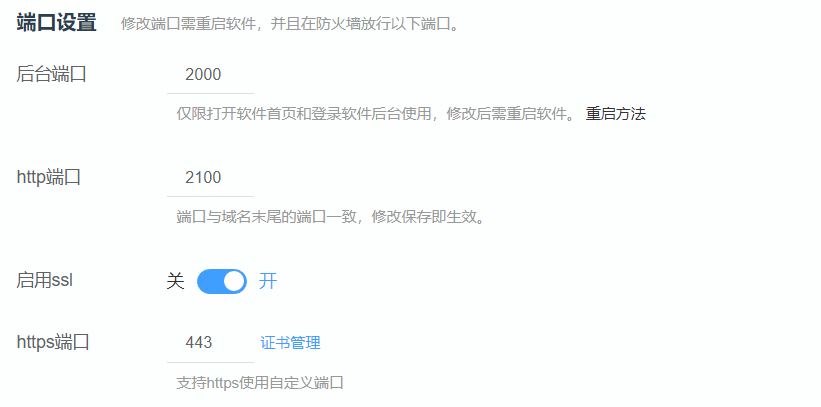 端口设置 修改端口需重启软件，并且在防火墙放行以下端口。
后台端口 2000
仅限打开软件首页和登录软件后台使用，修改后需重启软件。 重启方法
http端口 2100
端口与域名末尾的端口一致，修改保存即生效。
启用ssl 关 开
https端口 443 证书管理
支持https使用自定义端口